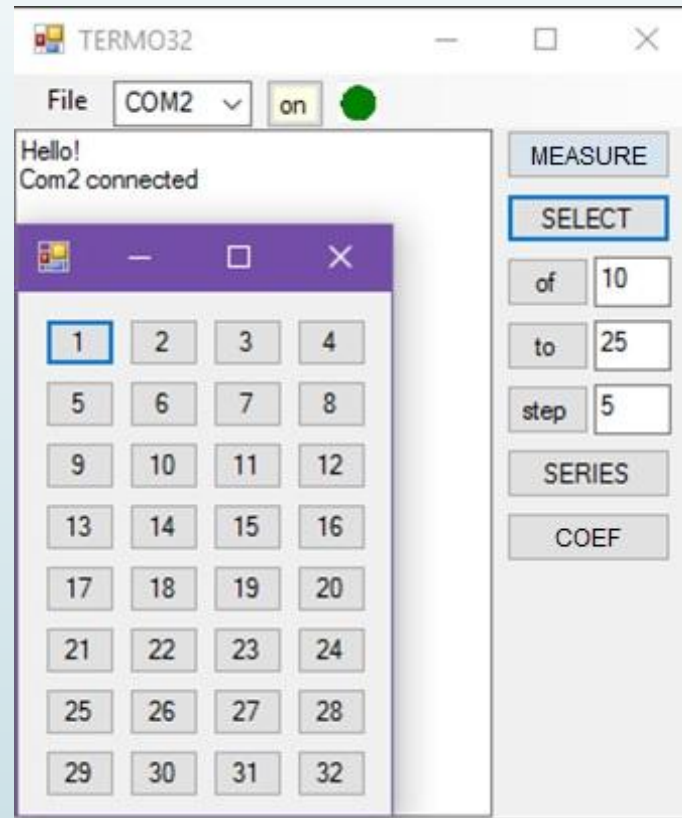 TERMO32
File COM2 on
Hello!
Com2 connected
MEASURE
SELECT
of 10
to 25
step 5
SERIES
COEF
1 2 3 4
5 6 7 8
9 10 11 12
13 14 15 16
17 18 19 20
21 22 23 24
25 26 27 28
29 30 31 32